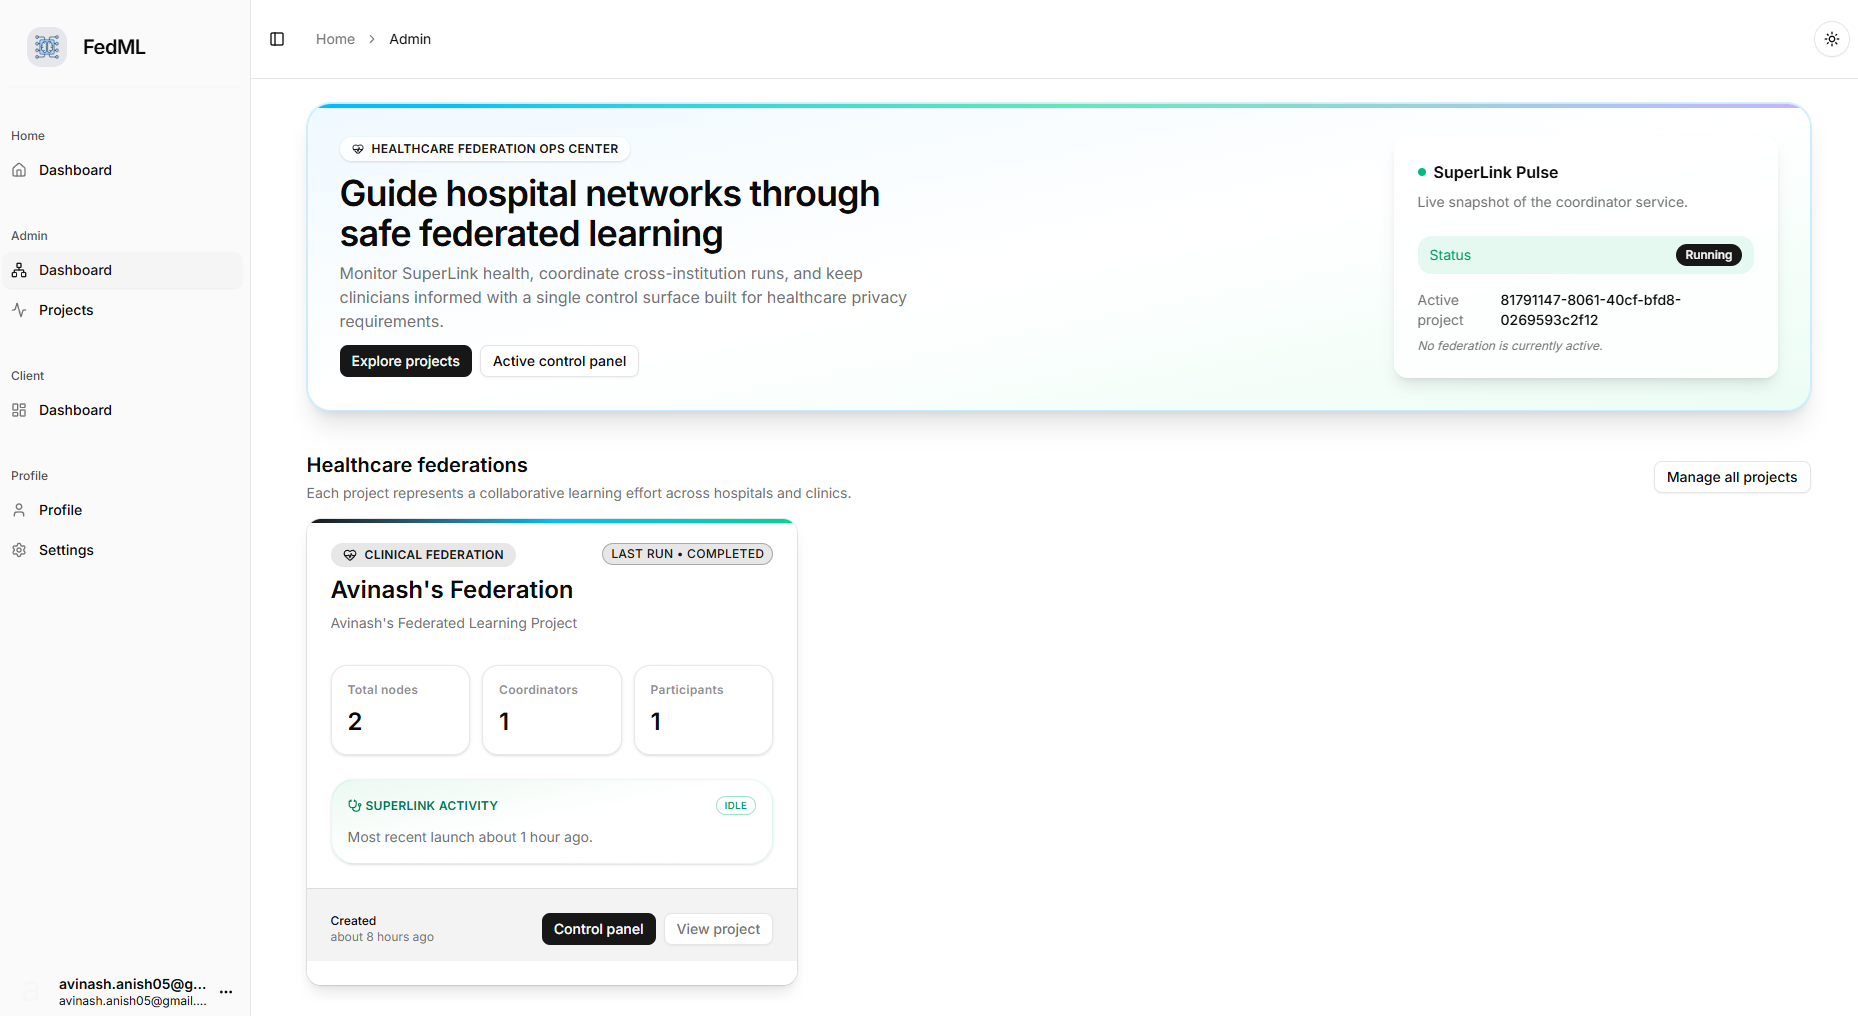 FedML
Home
Dashboard
Admin
Dashboard
Projects
Client
Dashboard
Profile
Profile
Settings
avinash.anish05@g...
avinash.anish05@gmail....
Home > Admin
HEALTHCARE FEDERATION OPS CENTER
Guide hospital networks through
safe federated learning
Monitor SuperLink health, coordinate cross-institution runs, and keep
clinicians informed with a single control surface built for healthcare privacy
requirements.
Explore projects
Active control panel
SuperLink Pulse
Live snapshot of the coordinator service.
Status
Running
Active project
81791147-8061-40cf-bfd8-
0269593c2f12
No federation is currently active.
Healthcare federations
Each project represents a collaborative learning effort across hospitals and clinics.
Manage all projects
CLINICAL FEDERATION
LAST RUN • COMPLETED
Avinash's Federation
Avinash's Federated Learning Project
Total nodes
2
Coordinators
1
Participants
1
SUPERLINK ACTIVITY
IDLE
Most recent launch about 1 hour ago.
Created
about 8 hours ago
Control panel
View project